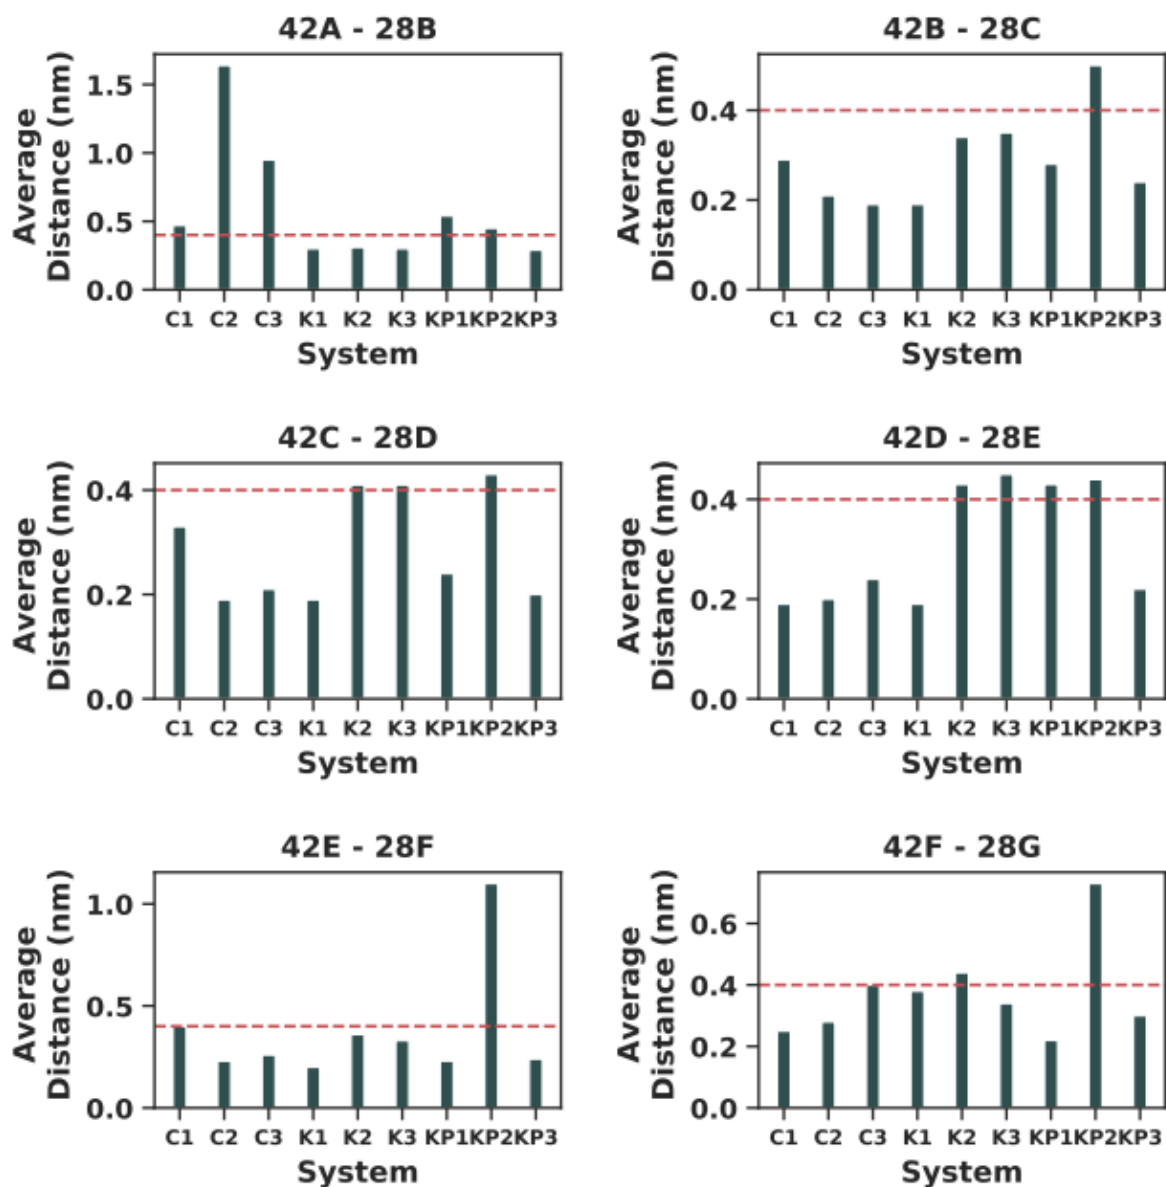 42A - 28B
Average
Distance (nm)
1.5
1.0
0.5
0.0
C1 C2 C3 K1 K2 K3 KP1 KP2 KP3
System
42B - 28C
Average
Distance (nm)
0.4
0.2
0.0
C1 C2 C3 K1 K2 K3 KP1 KP2 KP3
System
42C - 28D
Average
Distance (nm)
0.4
0.2
0.0
C1 C2 C3 K1 K2 K3 KP1 KP2 KP3
System
42D - 28E
Average
Distance (nm)
0.4
0.2
0.0
C1 C2 C3 K1 K2 K3 KP1 KP2 KP3
System
42E - 28F
Average
Distance (nm)
1.0
0.5
0.0
C1 C2 C3 K1 K2 K3 KP1 KP2 KP3
System
42F - 28G
Average
Distance (nm)
0.6
0.4
0.2
0.0
C1 C2 C3 K1 K2 K3 KP1 KP2 KP3
System